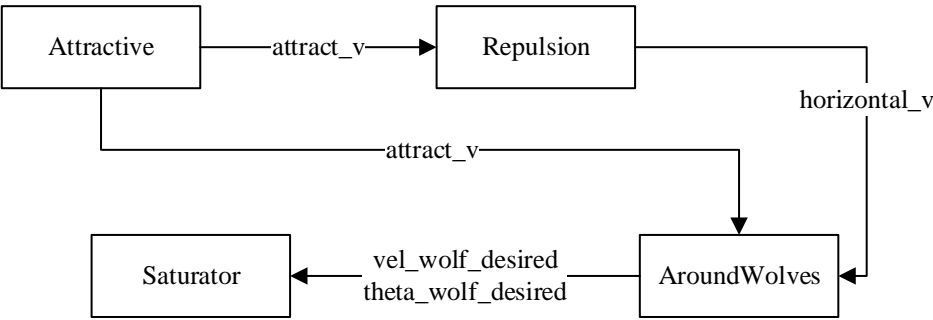 Attractive
attract_v
Repulsion
horizontal_v
attract_v
Saturator
vel_wolf_desired
theta_wolf_desired
AroundWolves